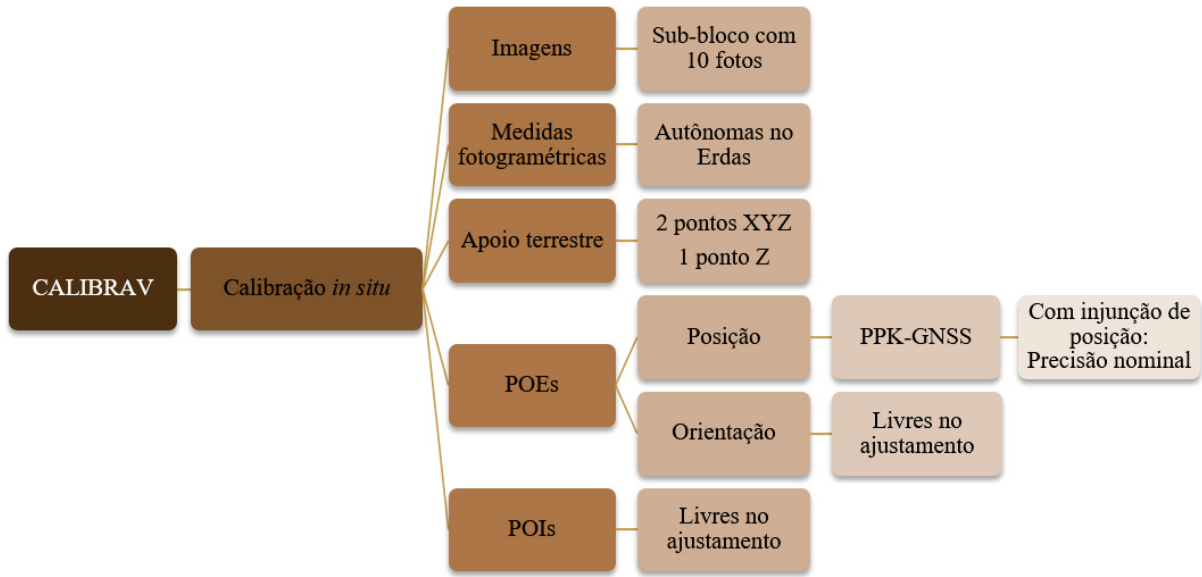 CALIBRAV
Calibração in situ
Imagens
Sub-bloco com
10 fotos
Medidas
fotogramétricas
Autônomas no
Erdas
Apoio terrestre
2 pontos XYZ
1 ponto Z
POEs
Posição
PPK-GNSS
Com injunção de
posição:
Precisão nominal
Orientação
Livres no
ajustamento
POIs
Livres no
ajustamento